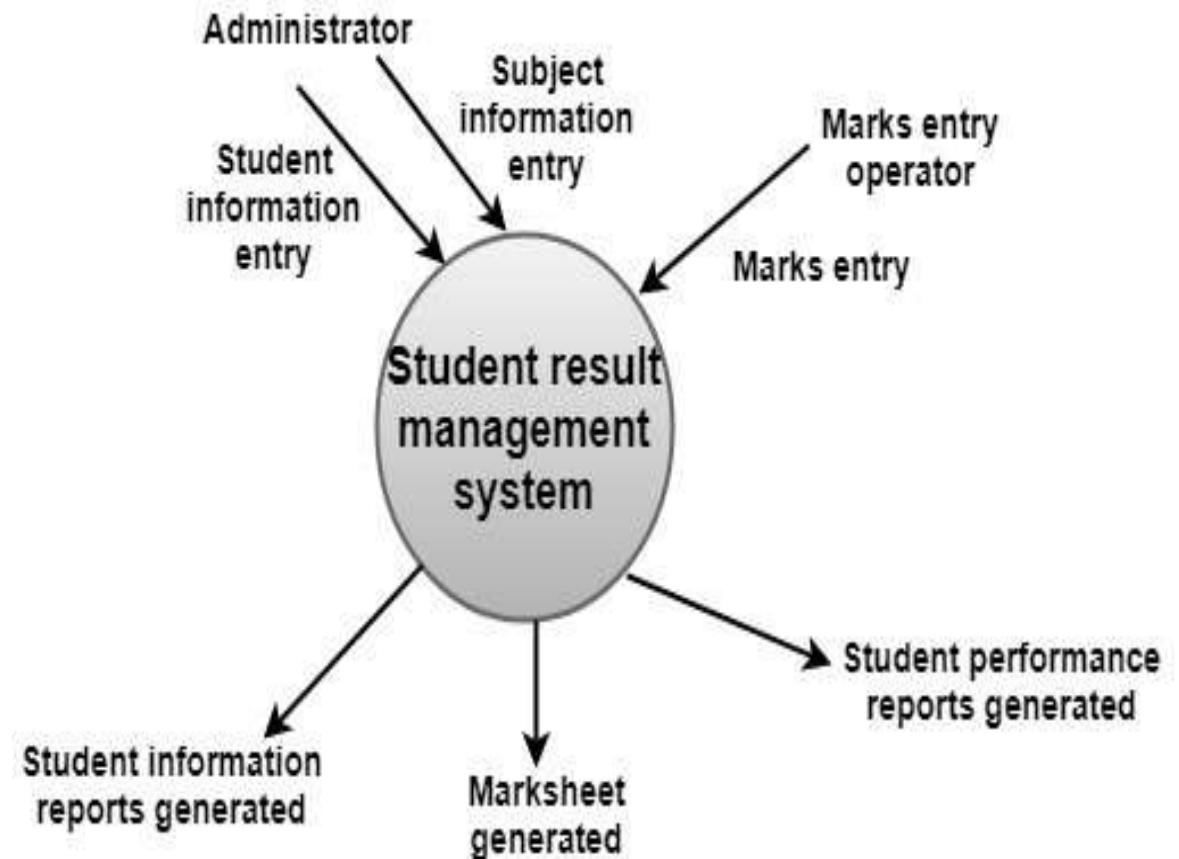 Administrator
Subject
information
entry
Student
information
entry
Marks entry
operator
Marks entry
Student result
management
system
Student performance
reports generated
Student information
reports generated
Marksheet
generated